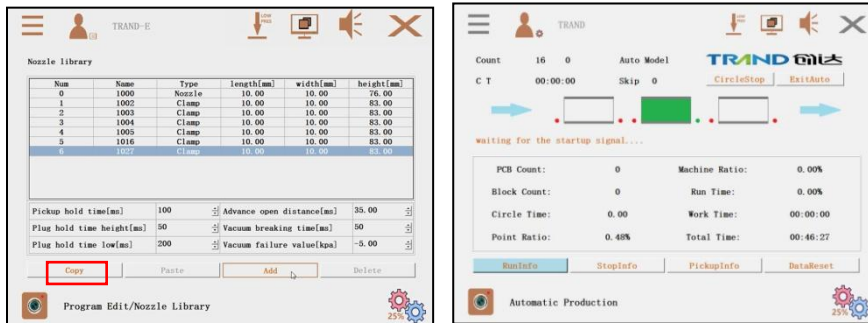 TRAND-E
LOW
PRES
Nozzle library
Num Name Type length[mm] width[mm] height[mm]
0 1000 Nozzle 10.00 10.00 76.00
1 1002 Clamp 10.00 10.00 83.00
2 1003 Clamp 10.00 10.00 83.00
3 1004 Clamp 10.00 10.00 83.00
4 1005 Clamp 10.00 10.00 83.00
5 1016 Clamp 10.00 10.00 83.00
6 1027 Clamp 10.00 10.00 83.00
Pickup hold time[ms] 100 Advance open distance[ms] 35.00
Plug hold time height[ms] 50 Vacuum breaking time[ms] 50
Plug hold time low[ms] 200 Vacuum failure value[kpa] -5.00
Copy Paste Add Delete
Program Edit/Nozzle Library
25%
TRAND
LOW
PRES
Count 16 0 Auto Model TRAND 创达
C T 00:00:00 Skip 0 CircleStop ExitAuto
waiting for the startup signal....
PCB Count: 0 Machine Ratio: 0.00%
Block Count: 0 Run Time: 0.00%
Circle Time: 0.00 Work Time: 00:00:00
Point Ratio: 0.48% Total Time: 00:46:27
RunInfo StopInfo PickupInfo DataReset
Automatic Production
25%